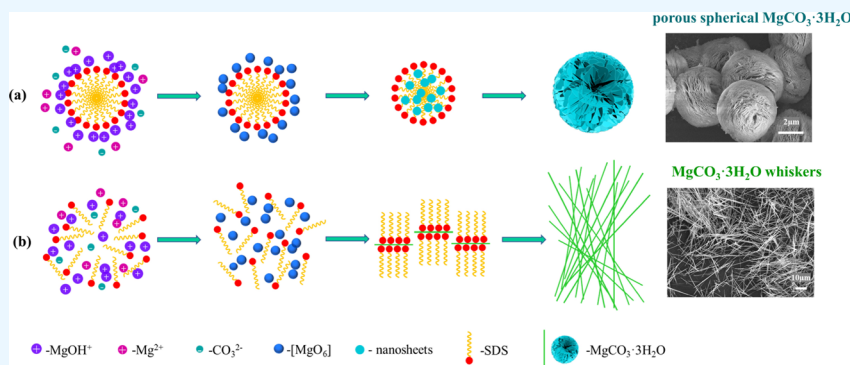 porous spherical MgCO₃·3H₂O
(a)
2μm
MgCO₃·3H₂O whiskers
(b)
10μm
-MgOH⁺ -Mg²⁺ -CO₃²⁻ -[MgO₆] - nanosheets -SDS -MgCO₃·3H₂O